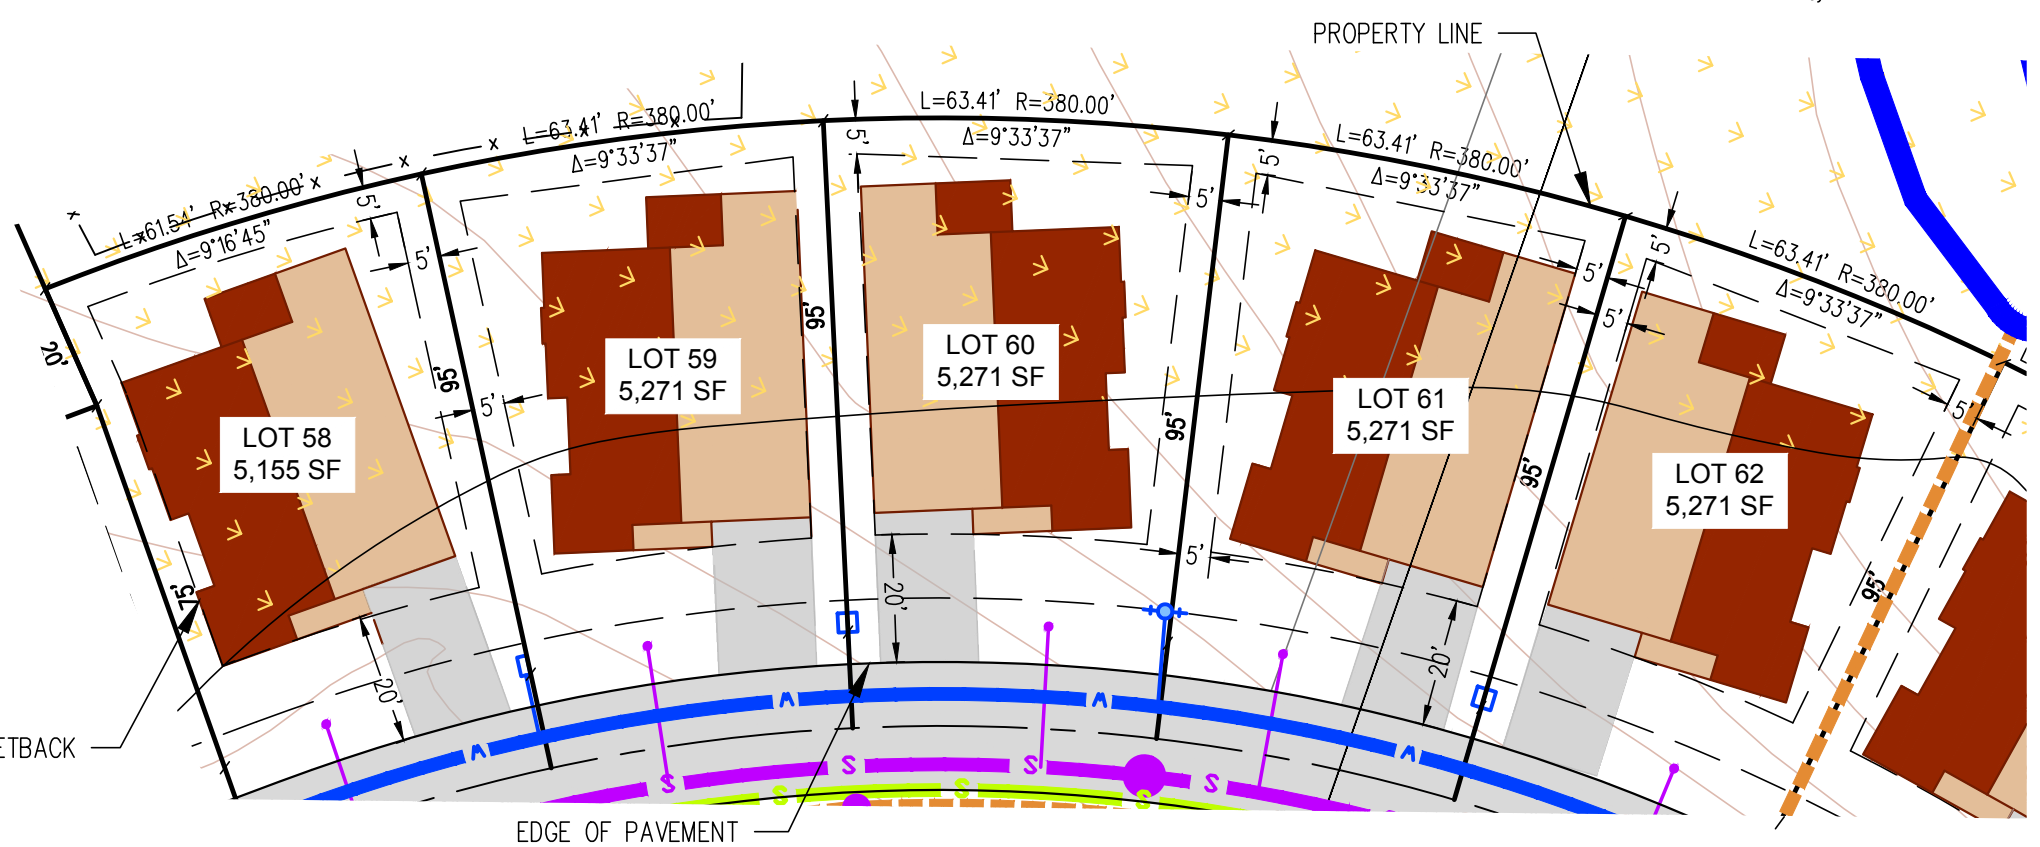 PROPERTY LINE
L=61.54' R=380.00'
Δ=9°16'45"
L=63.41' R=380.00'
Δ=9°33'37"
L=63.41' R=380.00'
Δ=9°33'37"
L=63.41' R=380.00'
Δ=9°33'37"
L=63.41' R=380.00'
Δ=9°33'37"
5'
5'
5'
5'
5'
5'
5'
5'
5'
5'
5'
20'
95'
95'
95'
95'
95'
75'
LOT 58
5,155 SF
LOT 59
5,271 SF
LOT 60
5,271 SF
LOT 61
5,271 SF
LOT 62
5,271 SF
20'
20'
20'
ETBACK
W
W
W
W
S
S
S
S
S
S
S
EDGE OF PAVEMENT